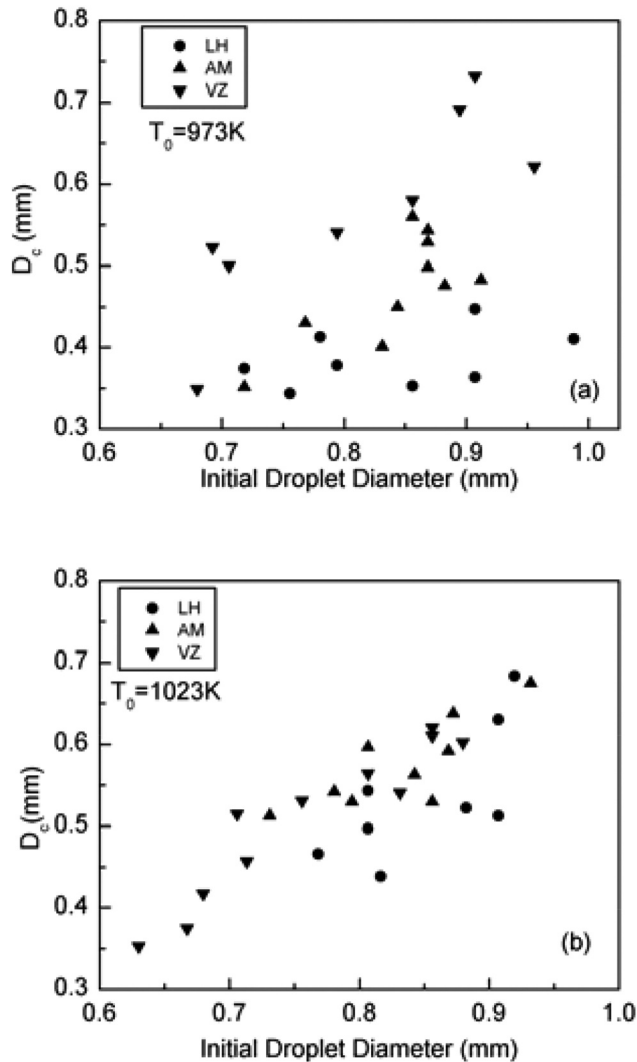 0.8
LH
AM
VZ
0.7
T0=973K
0.6
Dc (mm)
0.5
0.4
(a)
0.3
0.6 0.7 0.8 0.9 1.0
Initial Droplet Diameter (mm)
0.8
LH
AM
VZ
0.7
T0=1023K
0.6
Dc(mm)
0.5
0.4
(b)
0.3
0.6 0.7 0.8 0.9 1.0
Initial Droplet Diameter (mm)